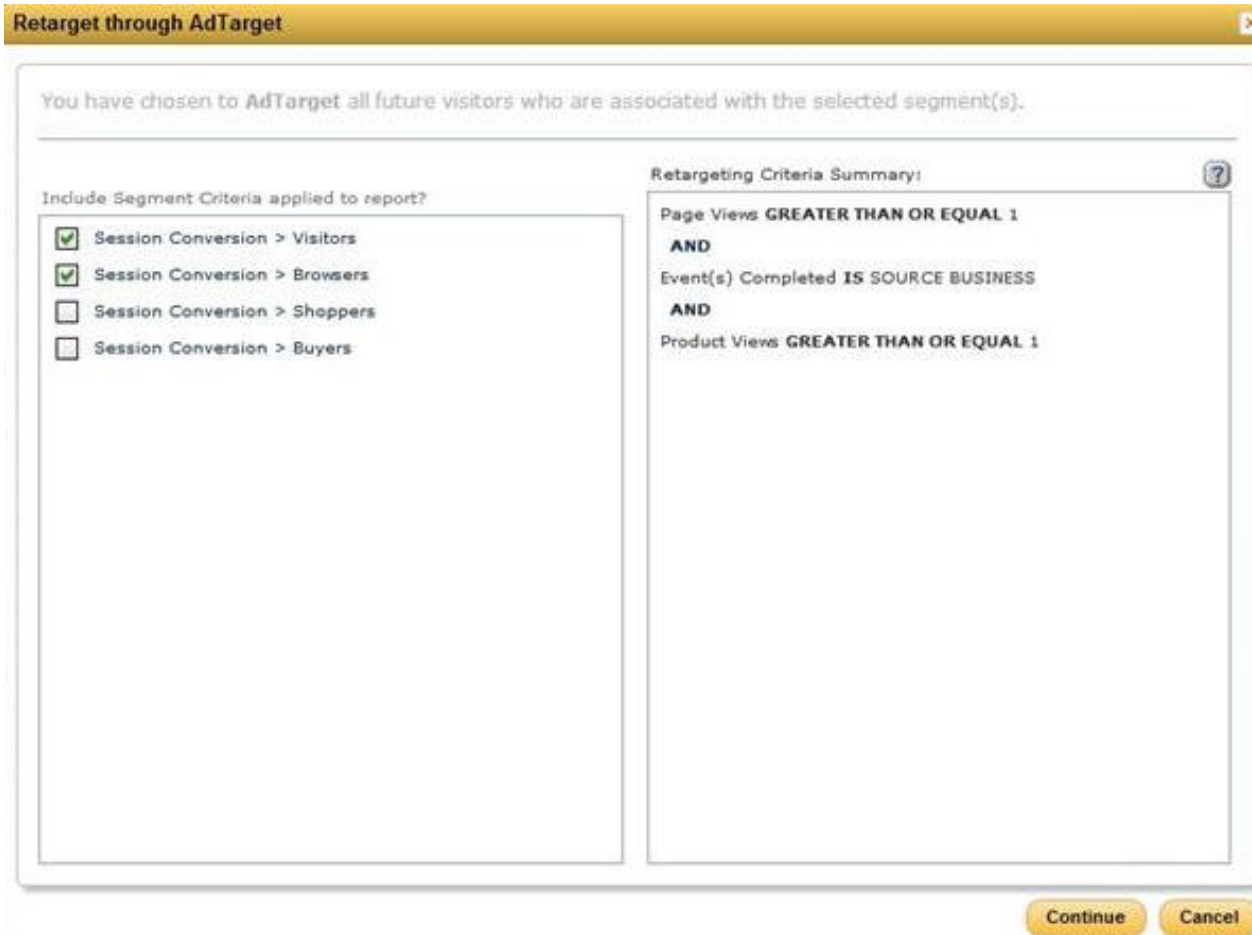 Retarget through AdTarget
You have chosen to AdTarget all future visitors who are associated with the selected segment(s).
Include Segment Criteria applied to report?
Session Conversion > Visitors
Session Conversion > Browsers
Session Conversion > Shoppers
Session Conversion > Buyers
Retargeting Criteria Summary:
?
Page Views GREATER THAN OR EQUAL 1
AND
Event(s) Completed IS SOURCE BUSINESS
AND
Product Views GREATER THAN OR EQUAL 1
Continue
Cancel